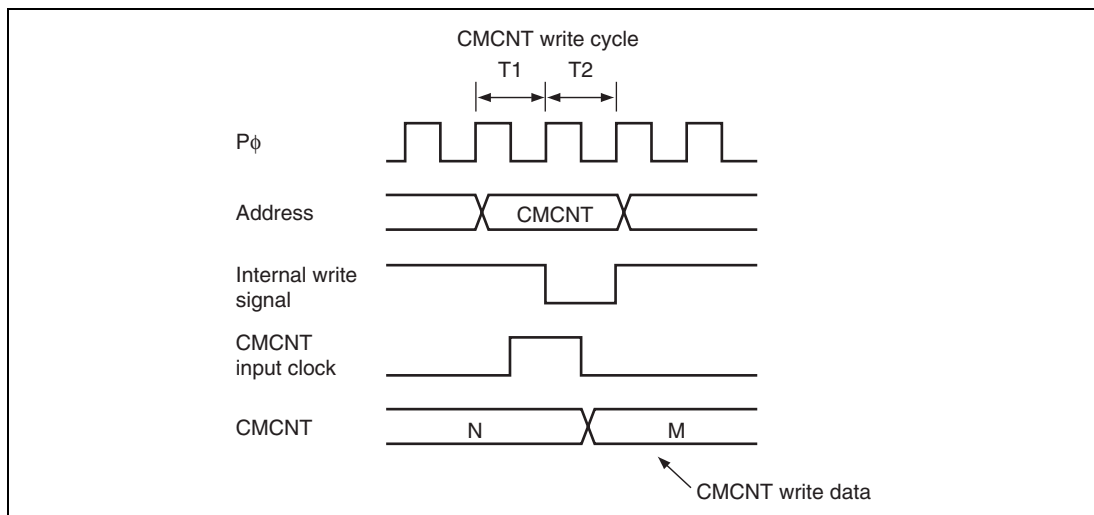 CMCNT write cycle
T1 T2
Pϕ
Address
CMCNT
Internal write
signal
CMCNT
input clock
CMCNT
N M
CMCNT write data